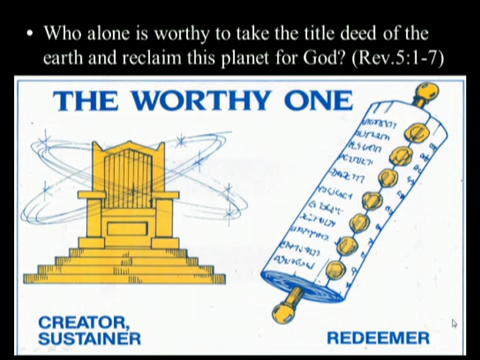 • Who alone is worthy to take the title deed of the
earth and reclaim this planet for God? (Rev.5:1-7)
THE WORTHY ONE
CREATOR,
SUSTAINER
REDEEMER